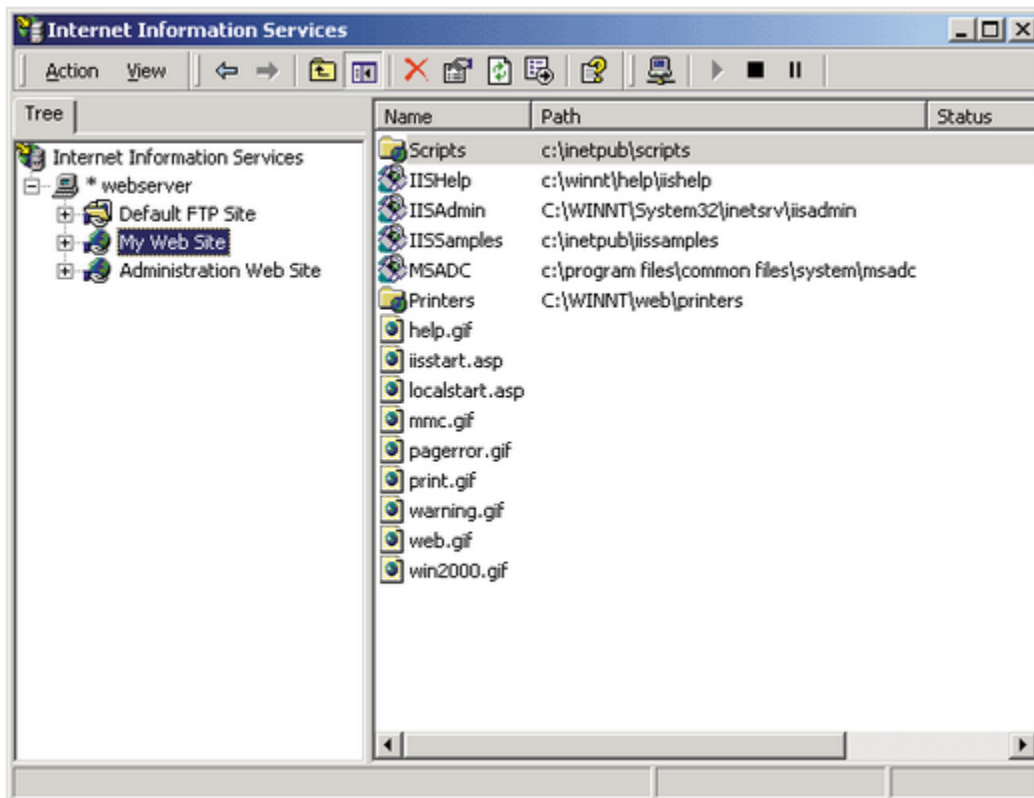 Internet Information Services
Action View
Tree
Name Path Status
Internet Information Services
* webserver
Default FTP Site
My Web Site
Administration Web Site
Scripts c:\inetpub\scripts
IISHelp c:\winnt\help\iishelp
IISAdmin C:\WINNT\System32\inetsrv\iisadmin
IISSamples c:\inetpub\iissamples
MSADC c:\program files\common files\system\msadc
Printers C:\WINNT\web\printers
help.gif
iisstart.asp
localstart.asp
mmc.gif
pagerror.gif
print.gif
warning.gif
web.gif
win2000.gif